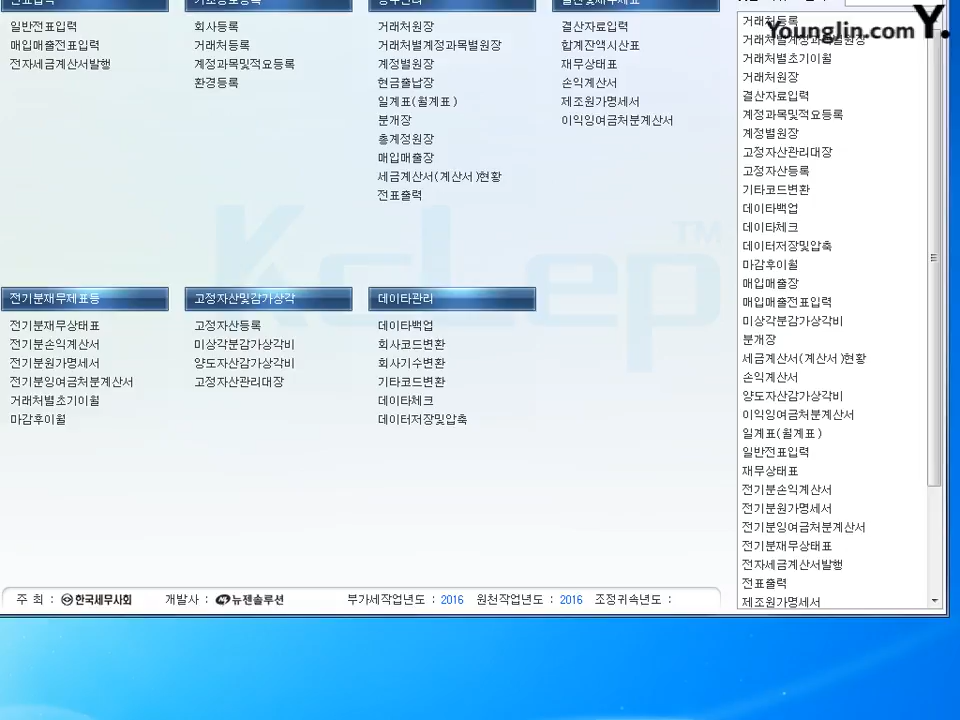 일반전표입력
매입매출전표입력
전자세금계산서발행
회사등록
거래처등록
계정과목및적요등록
환경등록
거래처원장
거래처별계정과목별원장
계정별원장
현금출납장
일계표(월계표)
분개장
총계정원장
매입매출장
세금계산서(계산서)현황
전표출력
결산자료입력
합계잔액시산표
재무상태표
손익계산서
제조원가명세서
이익잉여금처분계산서
KcLep TM
전기분재무제표등
전기분재무상태표
전기분손익계산서
전기분원가명세서
전기분잉여금처분계산서
거래처별초기이월
마감후이월
고정자산및감가상각
고정자산등록
미상각분감가상각비
양도자산감가상각비
고정자산관리대장
데이타관리
데이타백업
회사코드변환
회사기수변환
기타코드변환
데이타체크
데이터저장및압축
Younglin.com Y.
거래처등록
거래처별계정과목별원장
거래처별초기이월
거래처원장
결산자료입력
계정과목및적요등록
계정별원장
고정자산관리대장
고정자산등록
기타코드변환
데이타백업
데이타체크
데이터저장및압축
마감후이월
매입매출장
매입매출전표입력
미상각분감가상각비
분개장
세금계산서(계산서)현황
손익계산서
양도자산감가상각비
이익잉여금처분계산서
일계표(월계표)
일반전표입력
재무상태표
전기분손익계산서
전기분원가명세서
전기분잉여금처분계산서
전기분재무상태표
전자세금계산서발행
전표출력
제조원가명세서
주 최 : 한국세무사회 개발사 : 뉴젠솔루션 부가세작업년도 : 2016 원천작업년도 : 2016 조정귀속년도 :